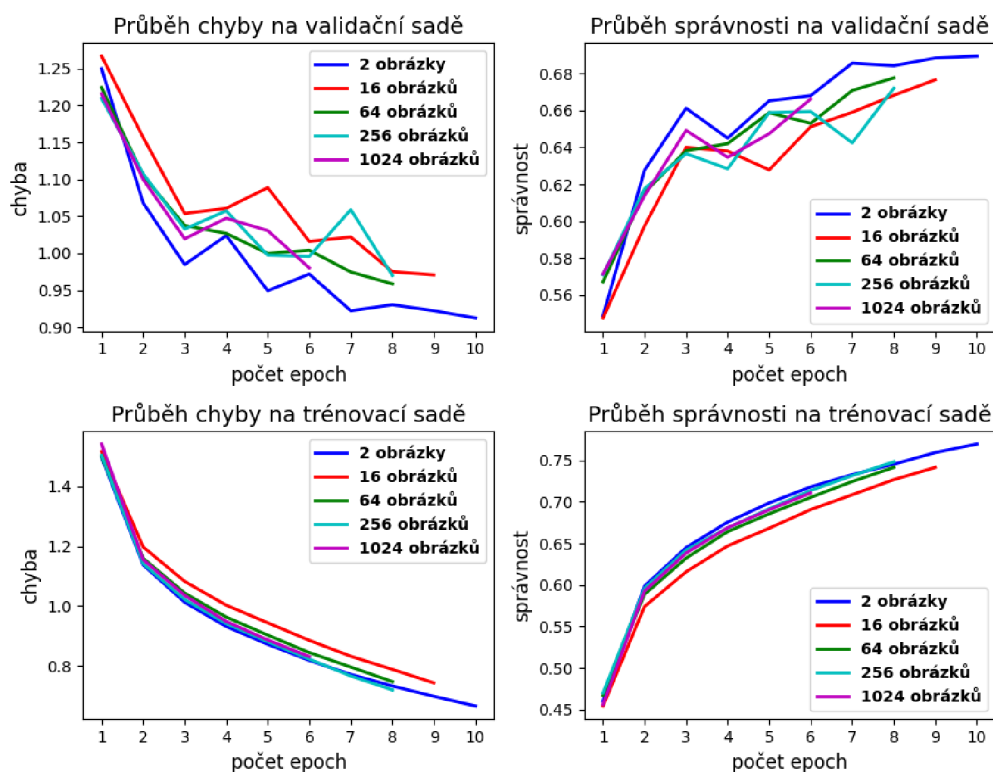 Průběh chyby na validační sadě
chyba
1.25
1.20
1.15
1.10
1.05
1.00
0.95
0.90
2 obrázky
16 obrázků
64 obrázků
256 obrázků
1024 obrázků
1 2 3 4 5 6 7 8 9 10
počet epoch
Průběh správnosti na validační sadě
správnost
0.68
0.66
0.64
0.62
0.60
0.58
0.56
2 obrázky
16 obrázků
64 obrázků
256 obrázků
1024 obrázků
1 2 3 4 5 6 7 8 9 10
počet epoch
Průběh chyby na trénovací sadě
chyba
1.4
1.2
1.0
0.8
2 obrázky
16 obrázků
64 obrázků
256 obrázků
1024 obrázků
1 2 3 4 5 6 7 8 9 10
počet epoch
Průběh správnosti na trénovací sadě
správnost
0.75
0.70
0.65
0.60
0.55
0.50
0.45
2 obrázky
16 obrázků
64 obrázků
256 obrázků
1024 obrázků
1 2 3 4 5 6 7 8 9 10
počet epoch